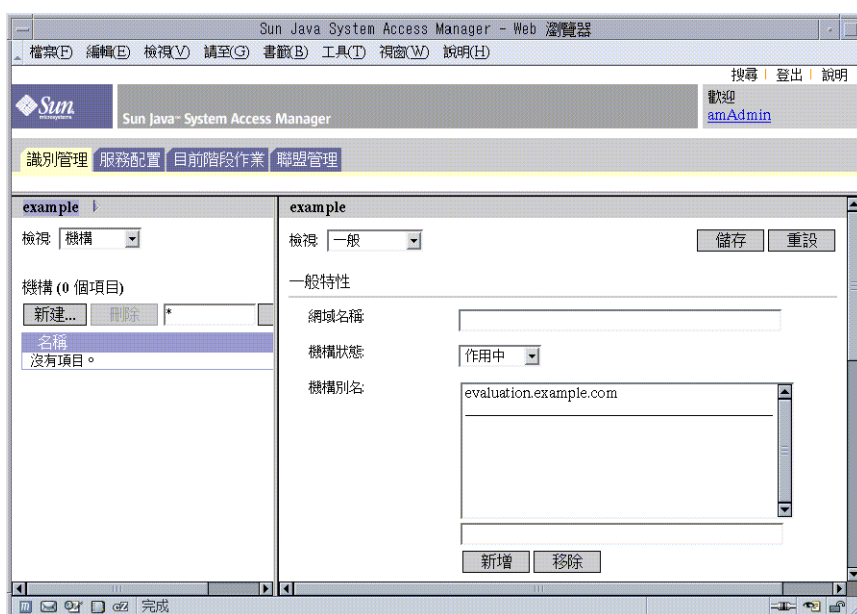 Sun Java System Access Manager - Web 瀏覽器
檔案(F) 編輯(E) 檢視(V) 請至(G) 書籤(B) 工具(T) 視窗(W) 說明(H)
搜尋 | 登出 | 說明
Sun microsystems
Sun Java™ System Access Manager
歡迎
amAdmin
識別管理 服務配置 目前階段作業 聯盟管理
example
檢視: 機構
機構 (0 個項目)
新建... 刪除 *
名稱
沒有項目。
example
檢視: 一般
儲存 重設
一般特性
網域名稱:
機構狀態: 作用中
機構別名: evaluation.example.com
新增 移除
完成